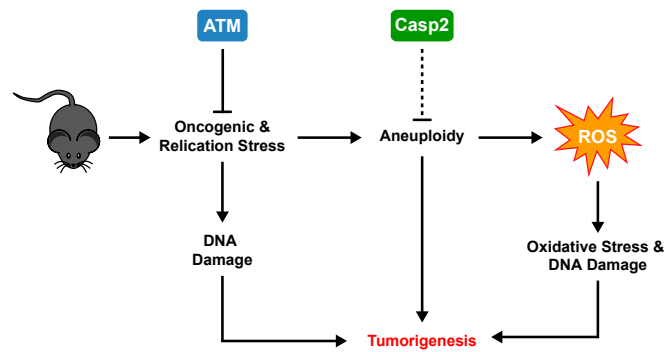 ATM
Casp2
Oncogenic &
Relication Stress
Aneuploidy
ROS
DNA
Damage
Oxidative Stress &
DNA Damage
Tumorigenesis